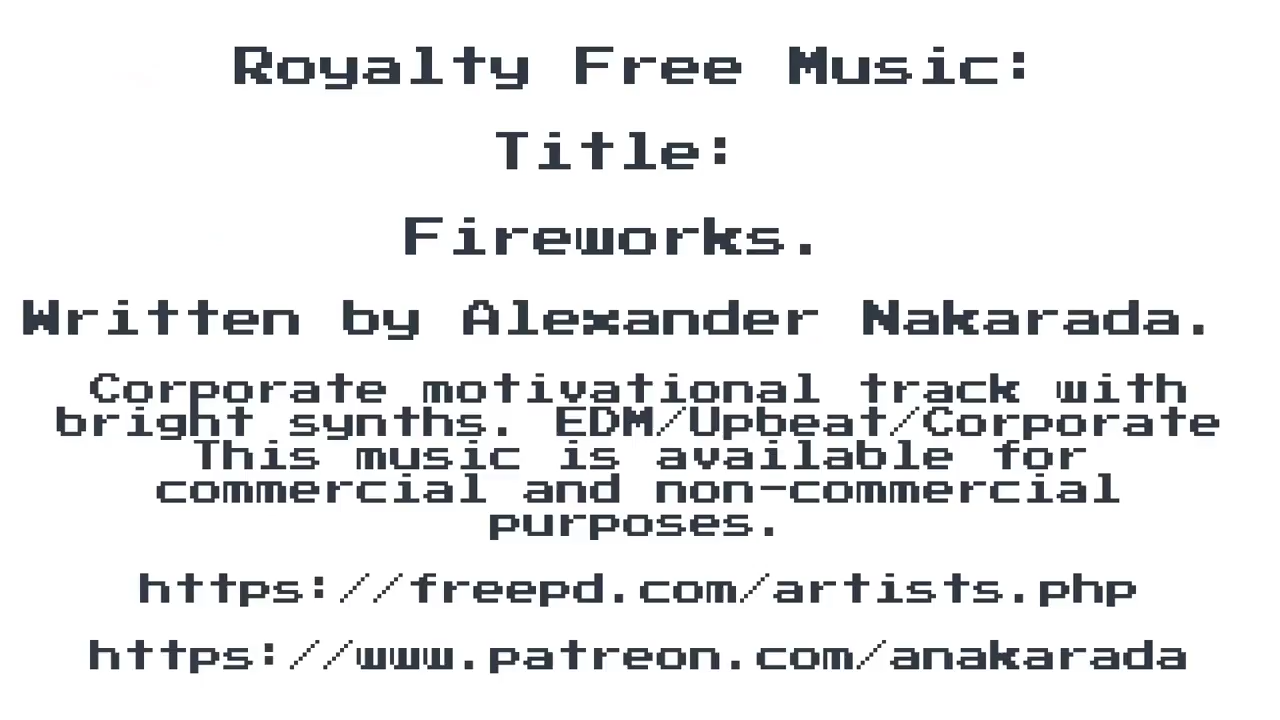 Royalty Free Music:
Title:
Fireworks.
Written by Alexander Nakarada.
Corporate motivational track with
bright synths. EDM/Upbeat/Corporate
This music is available for
commercial and non-commercial
purposes.
https://freepd.com/artists.php
https://www.patreon.com/anakarada